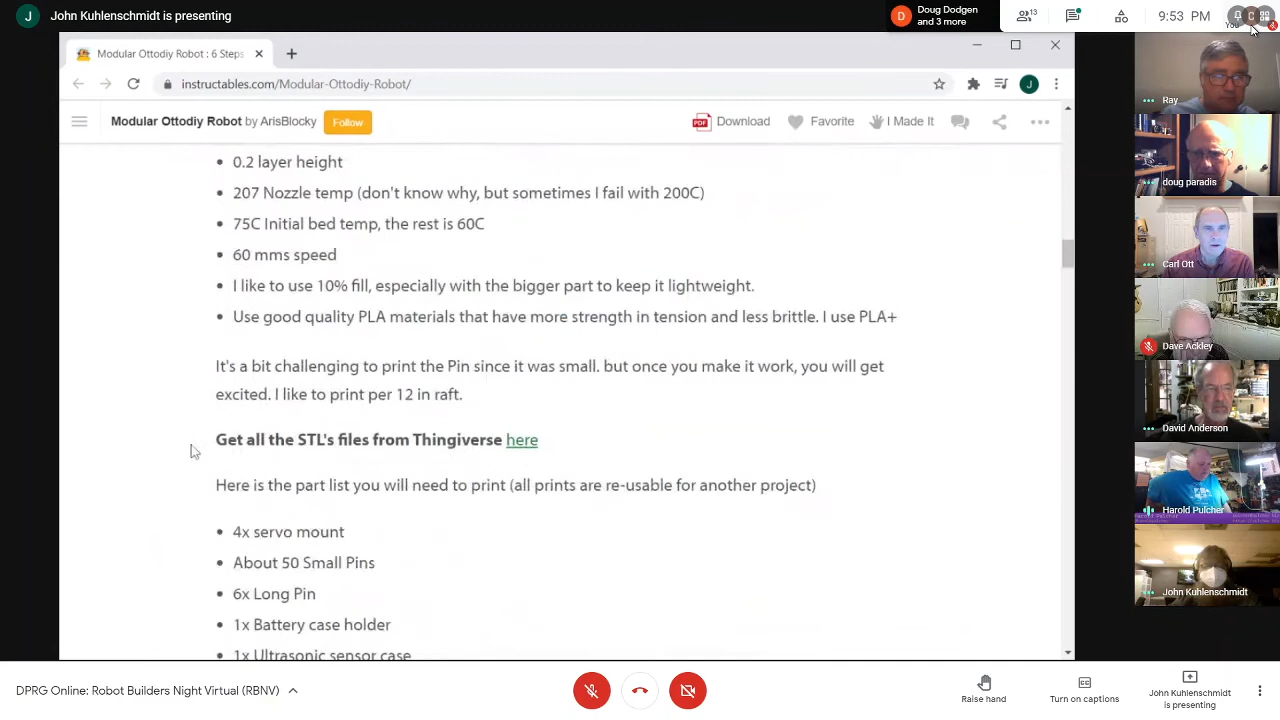 J John Kuhlenschmidt is presenting
D Doug Dodgen
and 3 more
13
9:53 PM
You
Modular Ottodiy Robot : 6 Steps
instructables.com/Modular-Ottodiy-Robot/
J
Modular Ottodiy Robot by ArisBlocky Follow
PDF Download Favorite I Made It
• 0.2 layer height
• 207 Nozzle temp (don't know why, but sometimes I fail with 200C)
• 75C Initial bed temp, the rest is 60C
• 60 mms speed
• I like to use 10% fill, especially with the bigger part to keep it lightweight.
• Use good quality PLA materials that have more strength in tension and less brittle. I use PLA+
It's a bit challenging to print the Pin since it was small. but once you make it work, you will get
excited. I like to print per 12 in raft.
Get all the STL's files from Thingiverse here
Here is the part list you will need to print (all prints are re-usable for another project)
• 4x servo mount
• About 50 Small Pins
• 6x Long Pin
• 1x Battery case holder
• 1x Ultrasonic sensor case
Ray
doug paradis
Carl Ott
Dave Ackley
David Anderson
Harold Pulcher
John Kuhlenschmidt
DPRG Online: Robot Builders Night Virtual (RBNV)
Raise hand
Turn on captions
John Kuhlenschmidt
is presenting